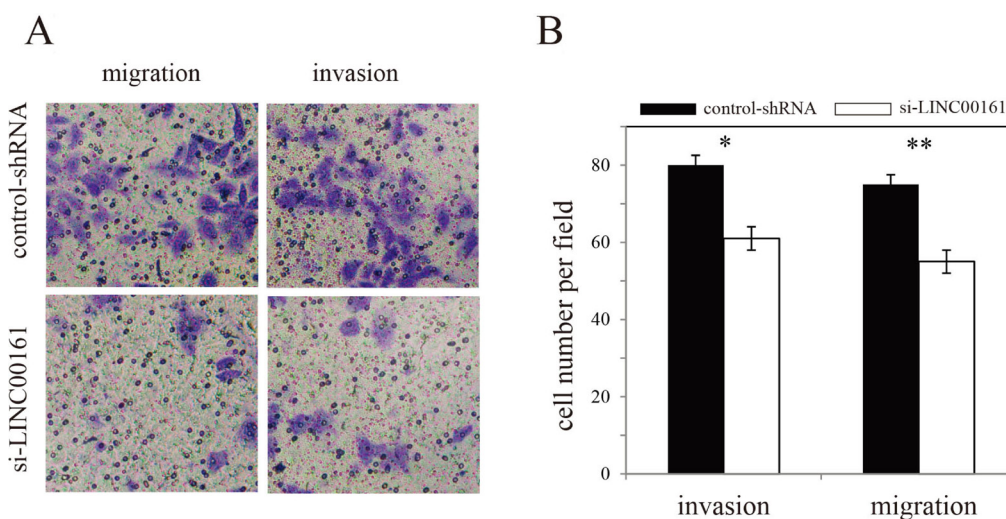 A
migration invasion
control-shRNA
si-LINC00161
B
control-shRNA si-LINC00161
* **
cell number per field
80
60
40
20
0
invasion migration